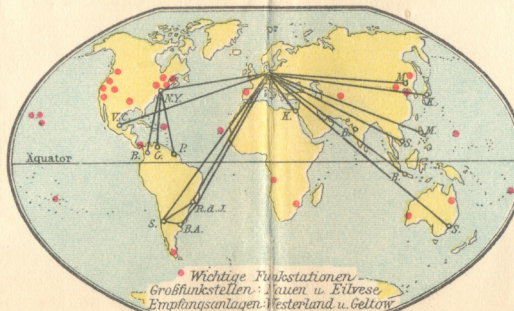 N.Y.
V.C.
B.
G.
P.
Äquator
S.
R.d.J.
B.A.
K.
B.
M.
K.
M.
S.
B.
S.
Wichtige Funkstationen
Großfunkstellen: Nauen u. Eilvese
Empfangsanlagen: Westerland u. Geltow